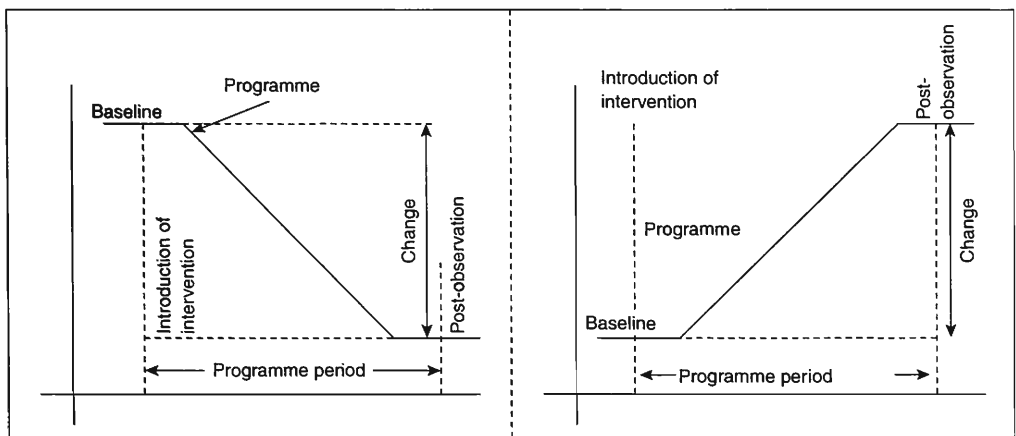 Programme
Baseline
Introduction of
intervention
Change
Post-observation
Programme period
Introduction of
intervention
Post-
observation
Programme
Change
Baseline
Programme period